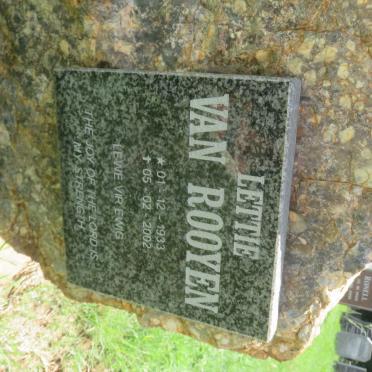 LETTIE
VAN ROOYEN
* 01 · 12 · 1933
✝ 05 · 03 · 2002
LEWE VIR EWIG
THE JOY OF THE LORD IS
MY STRENGTH